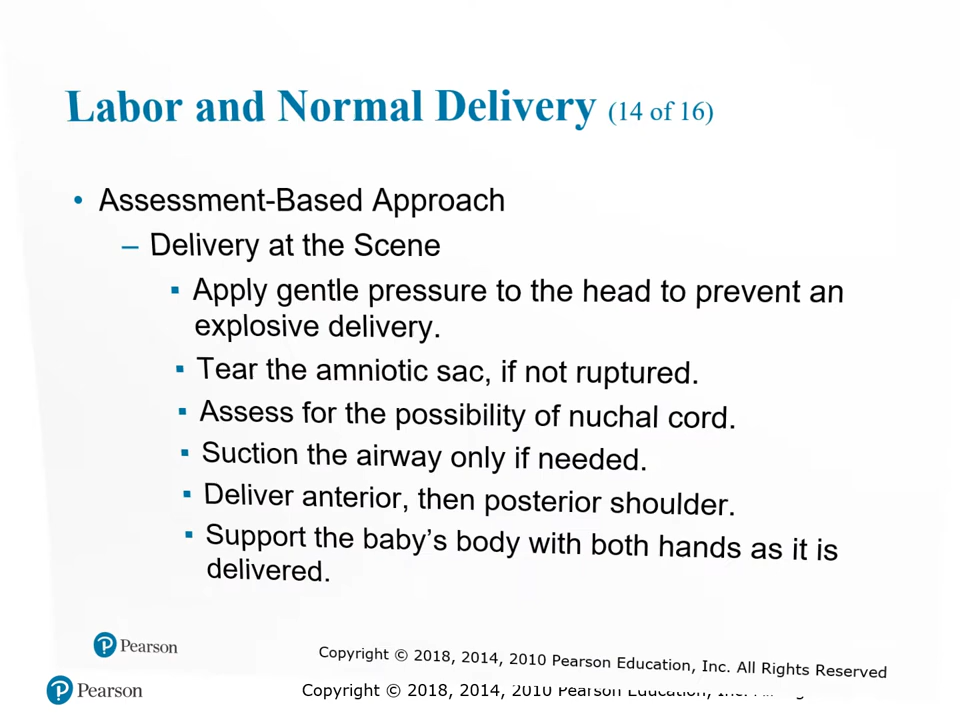 Labor and Normal Delivery (14 of 16)
• Assessment-Based Approach
– Delivery at the Scene
▪ Apply gentle pressure to the head to prevent an
explosive delivery.
▪ Tear the amniotic sac, if not ruptured.
▪ Assess for the possibility of nuchal cord.
▪ Suction the airway only if needed.
▪ Deliver anterior, then posterior shoulder.
▪ Support the baby's body with both hands as it is
delivered.
Pearson
Copyright © 2018, 2014, 2010 Pearson Education, Inc. All Rights Reserved
Pearson
Copyright © 2018, 2014, 2010 Pearson Education, Inc.